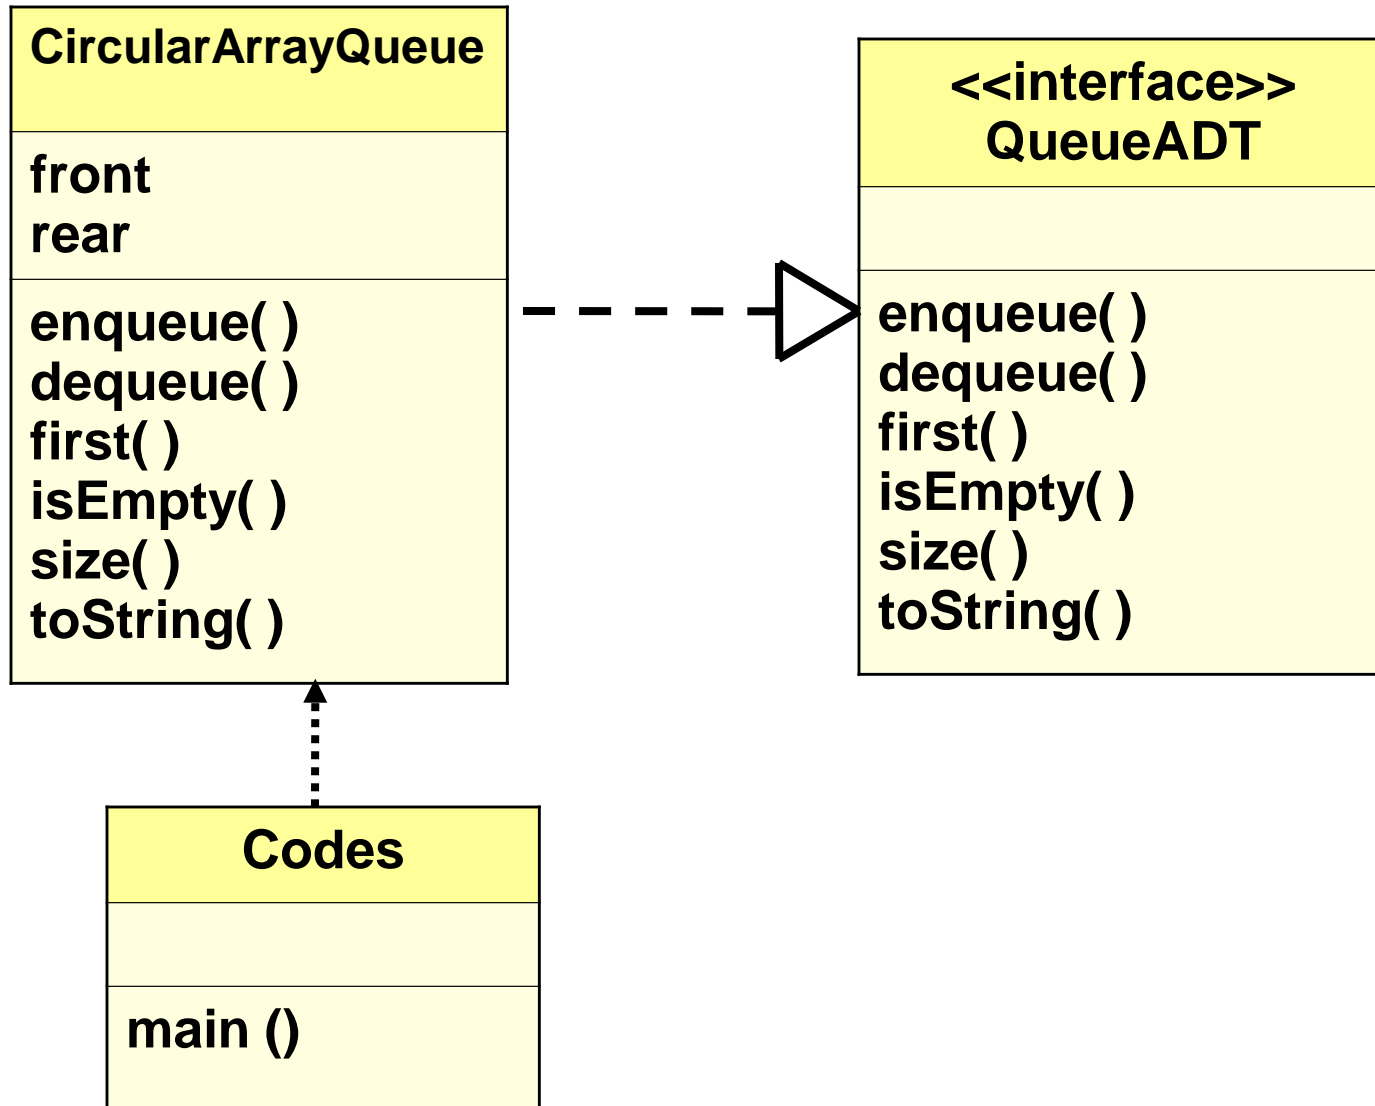 CircularArrayQueue
front
rear
enqueue( )
dequeue( )
first( )
isEmpty( )
size( )
toString( )
<<interface>>
QueueADT
enqueue( )
dequeue( )
first( )
isEmpty( )
size( )
toString( )
Codes
main ()